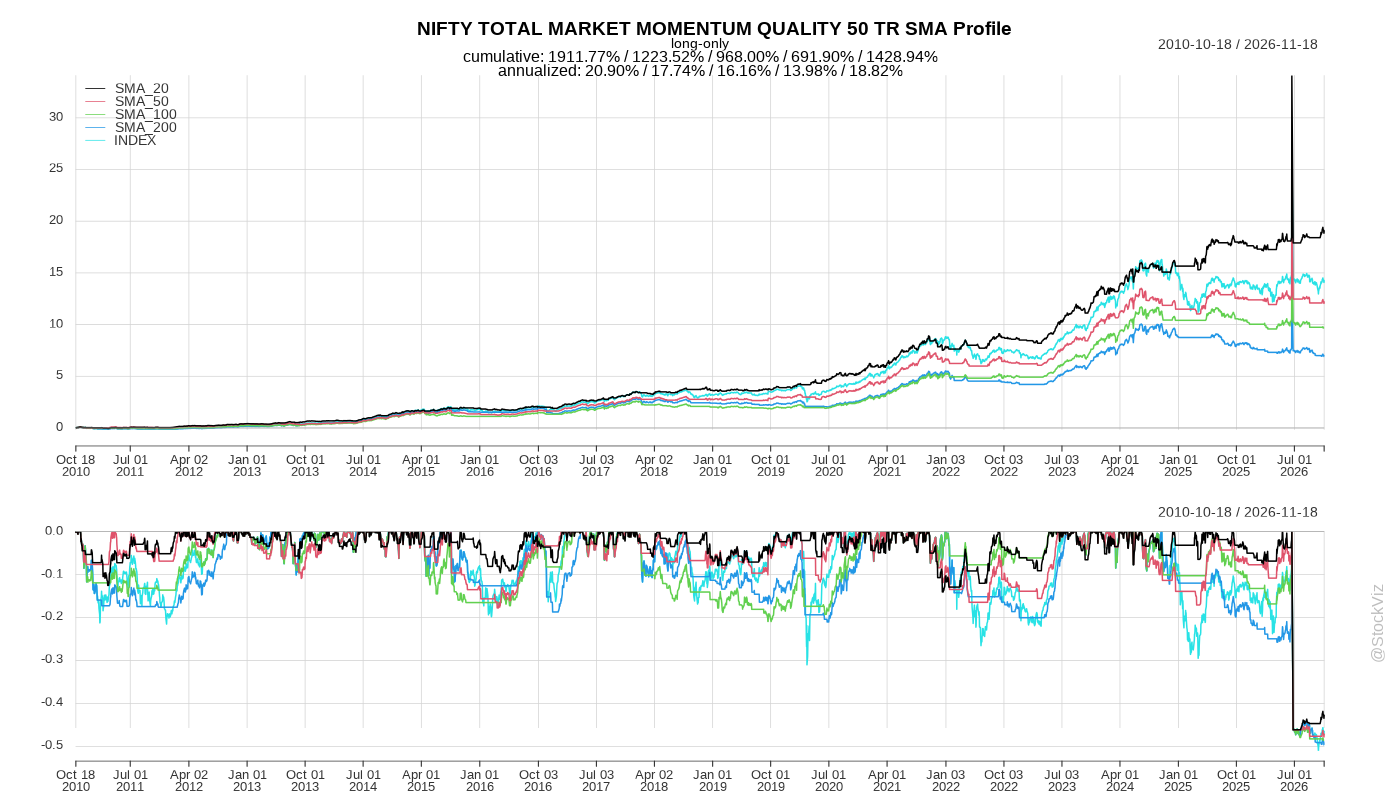 NIFTY TOTAL MARKET MOMENTUM QUALITY 50 TR SMA Profile
long-only
2010-10-18 / 2026-11-18
cumulative: 1911.77% / 1223.52% / 968.00% / 691.90% / 1428.94%
annualized: 20.90% / 17.74% / 16.16% / 13.98% / 18.82%
SMA_20
SMA_50
SMA_100
SMA_200
INDEX
30
25
20
15
10
5
0
Oct 18 Jul 01 Apr 02 Jan 01 Oct 01 Jul 01 Apr 01 Jan 01 Oct 03 Jul 03 Apr 02 Jan 01 Oct 01 Jul 01 Apr 01 Jan 03 Oct 03 Jul 03 Apr 01 Jan 01 Oct 01 Jul 01
2010 2011 2012 2013 2013 2014 2015 2016 2016 2017 2018 2019 2019 2020 2021 2022 2022 2023 2024 2025 2025 2026
2010-10-18 / 2026-11-18
0.0
-0.1
-0.2
-0.3
-0.4
-0.5
Oct 18 Jul 01 Apr 02 Jan 01 Oct 01 Jul 01 Apr 01 Jan 01 Oct 03 Jul 03 Apr 02 Jan 01 Oct 01 Jul 01 Apr 01 Jan 03 Oct 03 Jul 03 Apr 01 Jan 01 Oct 01 Jul 01
2010 2011 2012 2013 2013 2014 2015 2016 2016 2017 2018 2019 2019 2020 2021 2022 2022 2023 2024 2025 2025 2026
@StockViz